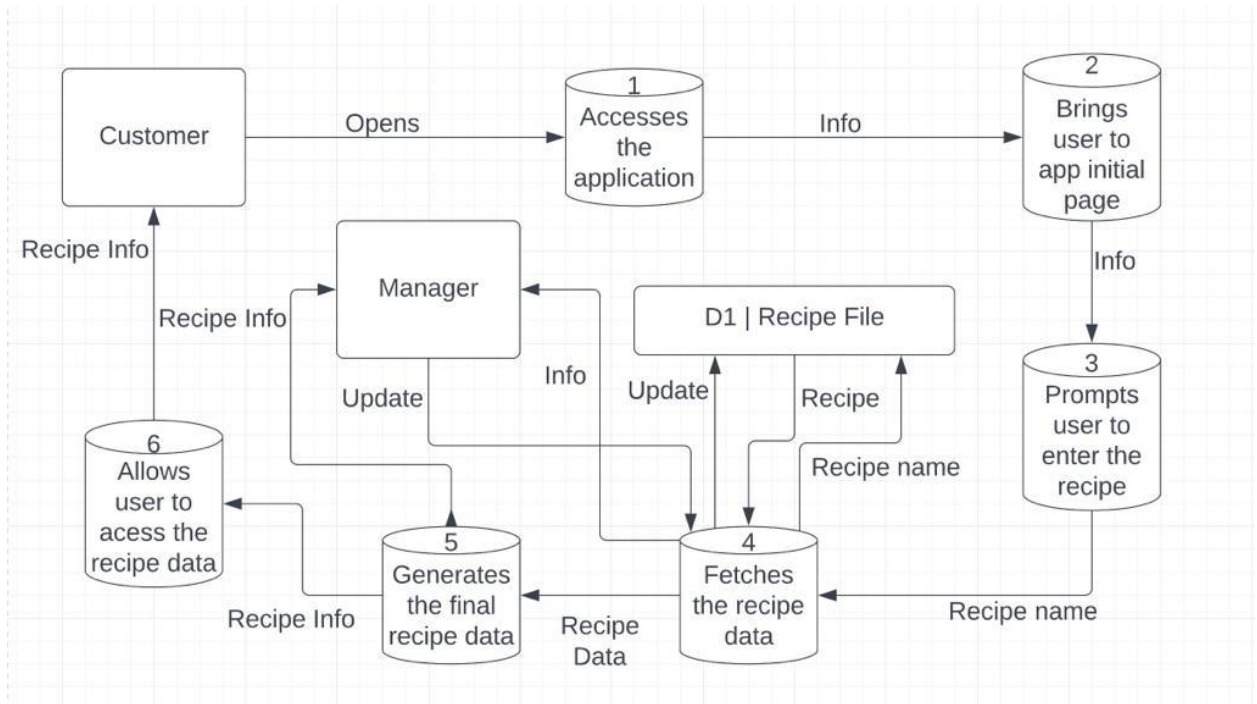 Customer
Opens
1
Accesses
the
application
Info
2
Brings
user to
app initial
page
Info
Recipe Info
Manager
Recipe Info
D1 | Recipe File
Update
Info
Update
Recipe
Recipe name
3
Prompts
user to
enter the
recipe
6
Allows
user to
acess the
recipe data
5
Generates
the final
recipe data
4
Fetches
the recipe
data
Recipe Info
Recipe
Data
Recipe name